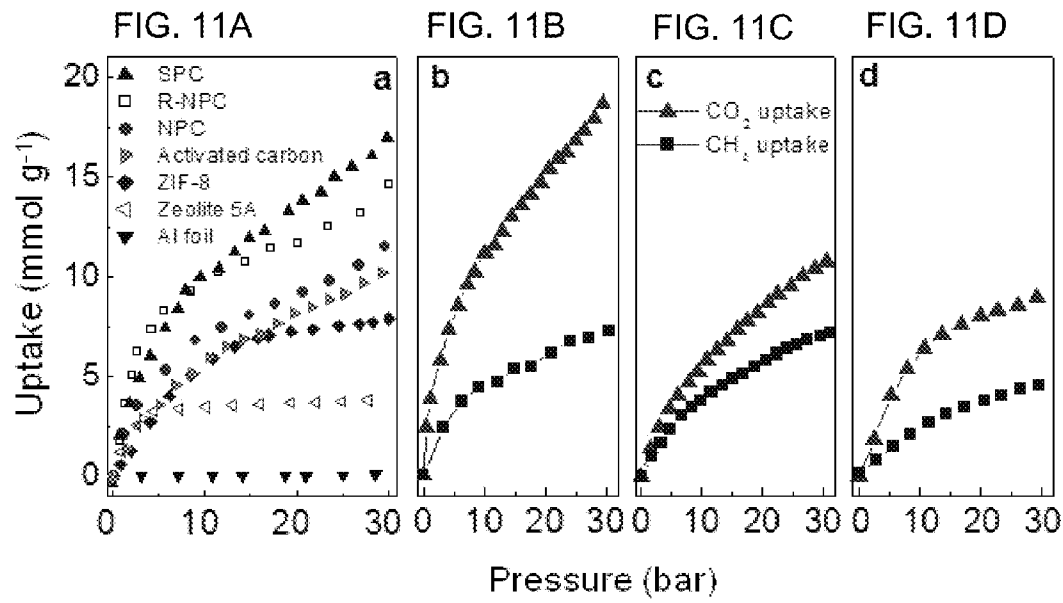 FIG. 11A FIG. 11B FIG. 11C FIG. 11D
a b c d
SPC
R-NPC
NPC
Activated carbon
ZIF-8
Zeolite 5A
Al foil
CO2 uptake
CH2 uptake
Uptake (mmol g-1)
20
15
10
5
0
0 10 20 30 0 10 20 30 0 10 20 30 0 10 20 30
Pressure (bar)